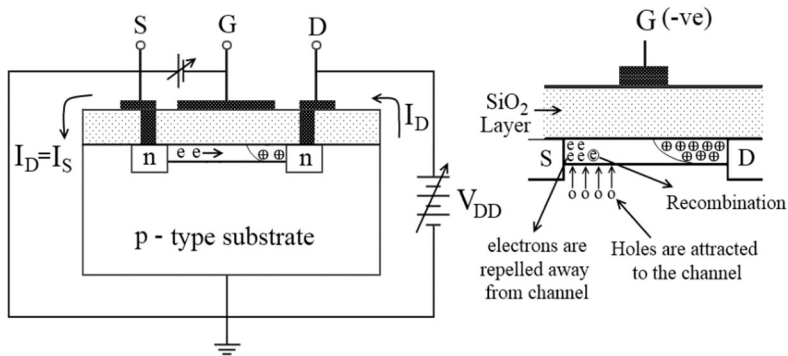 S G D
I_D
I_D=I_S
n e e n
⊕ ⊕
V_DD
p - type substrate
G (-ve)
SiO₂
Layer
S e e ⊕⊕⊕⊕⊕ D
e e e ⊕⊕⊕⊕
o o o o
Recombination
electrons are
repelled away
from channel
Holes are attracted
to the channel